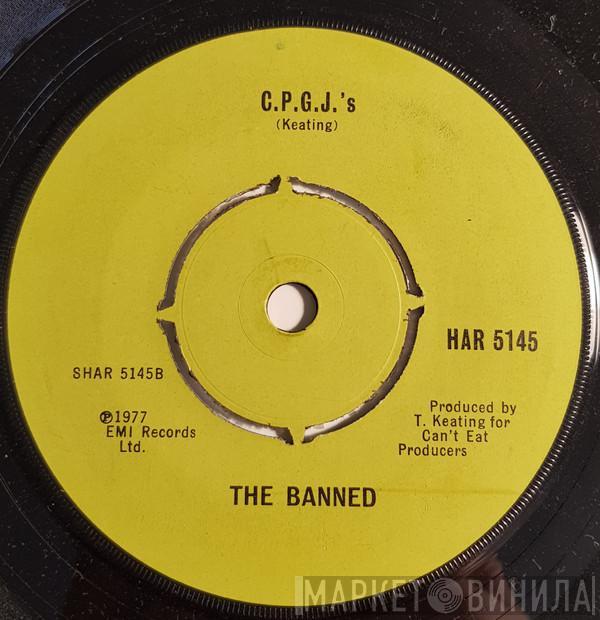 C.P.G.J.'s
(Keating)
HAR 5145
SHAR 5145B
℗1977
EMI Records
Ltd.
Produced by
T. Keating for
Can't Eat
Producers
THE BANNED
МАРКЕТ ВИНИЛА